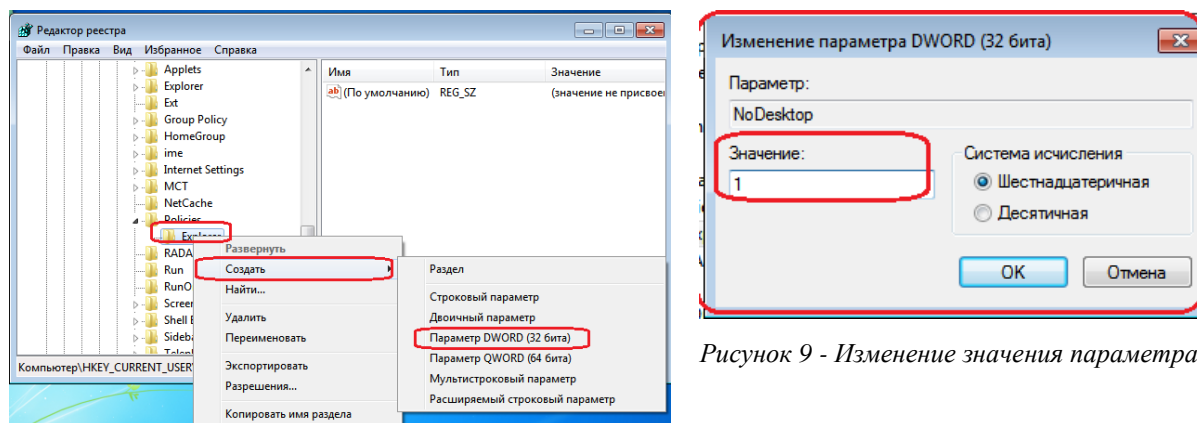 Редактор реестра
Файл Правка Вид Избранное Справка
Applets
Explorer
Ext
Group Policy
HomeGroup
ime
Internet Settings
MCT
NetCache
Policies
Explorer
RADA
Run
RunO
Screen
Shell E
Sideba
Имя Тип Значение
(По умолчанию) REG_SZ (значение не присвоен
Компьютер\HKEY_CURRENT_USER
Развернуть
Создать
Найти...
Удалить
Переименовать
Экспортировать
Разрешения...
Копировать имя раздела
Раздел
Строковый параметр
Двоичный параметр
Параметр DWORD (32 бита)
Параметр QWORD (64 бита)
Мультистроковый параметр
Расширяемый строковый параметр
Изменение параметра DWORD (32 бита)
Параметр:
NoDesktop
Значение:
1
Система исчисления
Шестнадцатеричная
Десятичная
OK Отмена
Рисунок 9 - Изменение значения параметра